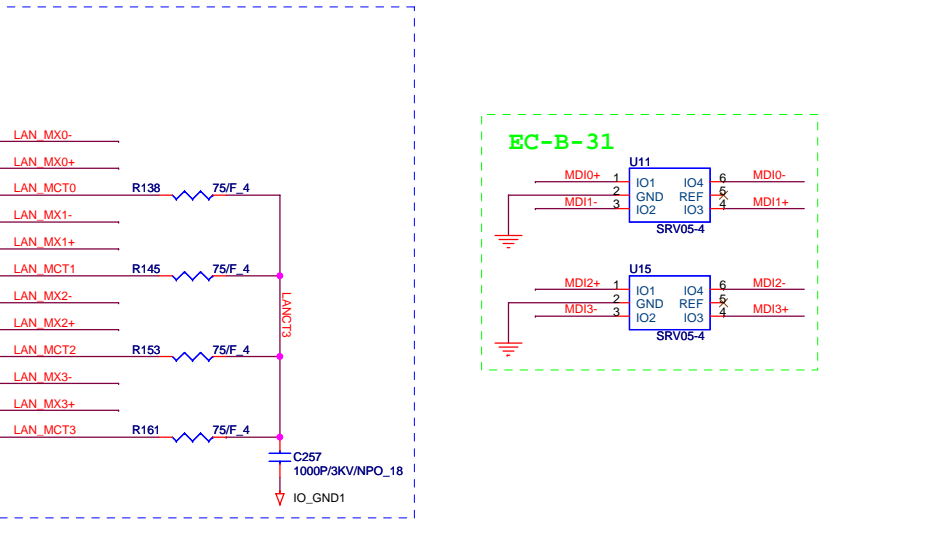 LAN_MX0-
LAN_MX0+
LAN_MCT0 R138 75/F_4
LAN_MX1-
LAN_MX1+
LAN_MCT1 R145 75/F_4
LAN_MX2-
LANCT3
LAN_MX2+
LAN_MCT2 R153 75/F_4
LAN_MX3-
LAN_MX3+
LAN_MCT3 R161 75/F_4
C257
1000P/3KV/NPO_18
IO_GND1
EC-B-31
U11
MDI0+ 1 IO1 IO4 6 MDI0-
2 GND REF 5
MDI1- 3 IO2 IO3 4 MDI1+
SRV05-4
U15
MDI2+ 1 IO1 IO4 6 MDI2-
2 GND REF 5
MDI3- 3 IO2 IO3 4 MDI3+
SRV05-4